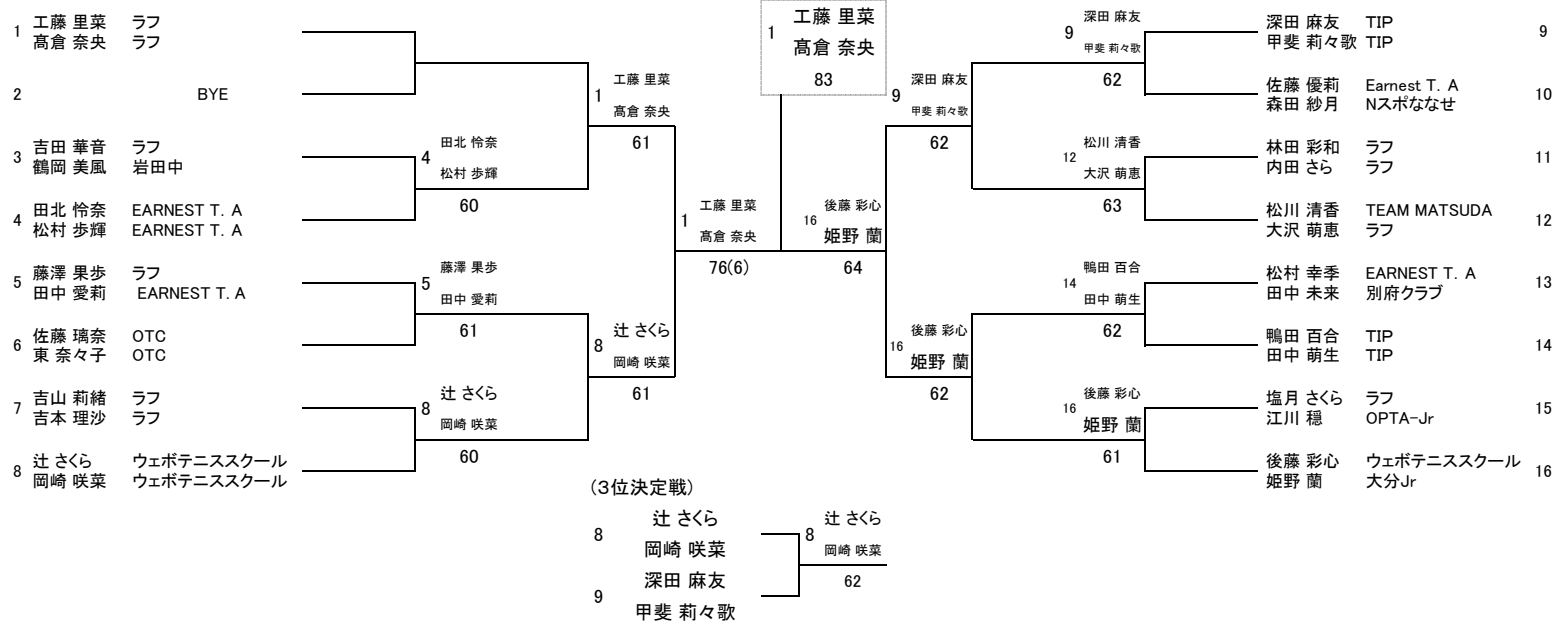 1 工藤 里菜 ラフ
髙倉 奈央 ラフ
2 BYE
3 吉田 華音 ラフ
鶴岡 美風 岩田中
4 田北 怜奈 EARNEST T. A
松村 歩輝 EARNEST T. A
5 藤澤 果歩 ラフ
田中 愛莉 EARNEST T. A
6 佐藤 璃奈 OTC
東 奈々子 OTC
7 吉山 莉緒 ラフ
吉本 理沙 ラフ
8 辻 さくら ウェボテニススクール
岡崎 咲菜 ウェボテニススクール
4 田北 怜奈
松村 歩輝
60
5 藤澤 果歩
田中 愛莉
61
8 辻 さくら
岡崎 咲菜
60
1 工藤 里菜
髙倉 奈央
61
8 辻 さくら
岡崎 咲菜
61
1 工藤 里菜
髙倉 奈央
76(6)
1 工藤 里菜
髙倉 奈央
83
16 後藤 彩心
姫野 蘭
64
9 深田 麻友
甲斐 莉々歌
62
16 後藤 彩心
姫野 蘭
62
9 深田 麻友
甲斐 莉々歌
62
12 松川 清香
大沢 萌恵
63
14 鴨田 百合
田中 萌生
62
16 後藤 彩心
姫野 蘭
61
深田 麻友 TIP 9
甲斐 莉々歌 TIP
佐藤 優莉 Earnest T. A 10
森田 紗月 Nスポななせ
林田 彩和 ラフ 11
内田 さら ラフ
松川 清香 TEAM MATSUDA 12
大沢 萌恵 ラフ
松村 幸季 EARNEST T. A 13
田中 未来 別府クラブ
鴨田 百合 TIP 14
田中 萌生 TIP
塩月 さくら ラフ 15
江川 穏 OPTA-Jr
後藤 彩心 ウェボテニススクール 16
姫野 蘭 大分Jr
(3位決定戦)
8 辻 さくら
岡崎 咲菜
9 深田 麻友
甲斐 莉々歌
8 辻 さくら
岡崎 咲菜
62